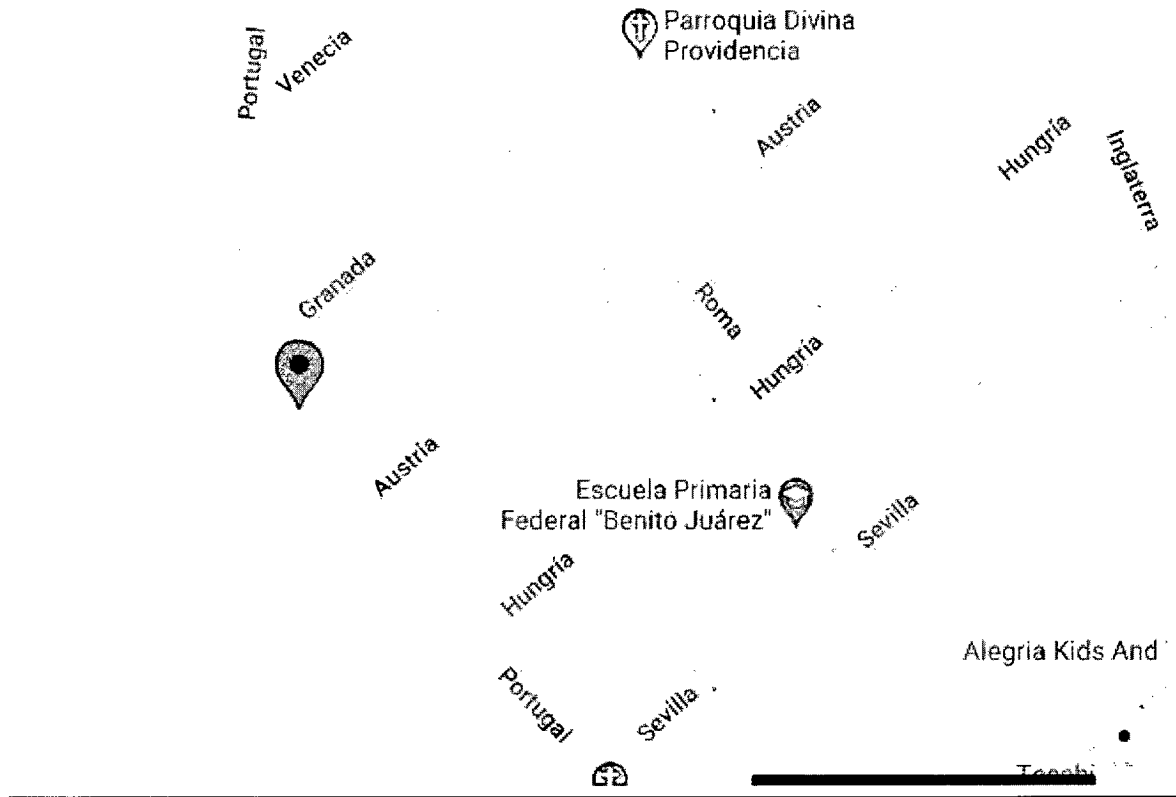 Parroquia Divina
Providencia
Portugal
Venecia
Austria
Hungría
Inglaterra
Granada
Roma
Hungría
Austria
Escuela Primaria
Federal "Benito Juárez"
Sevilla
Hungría
Alegria Kids And
Portugal
Sevilla